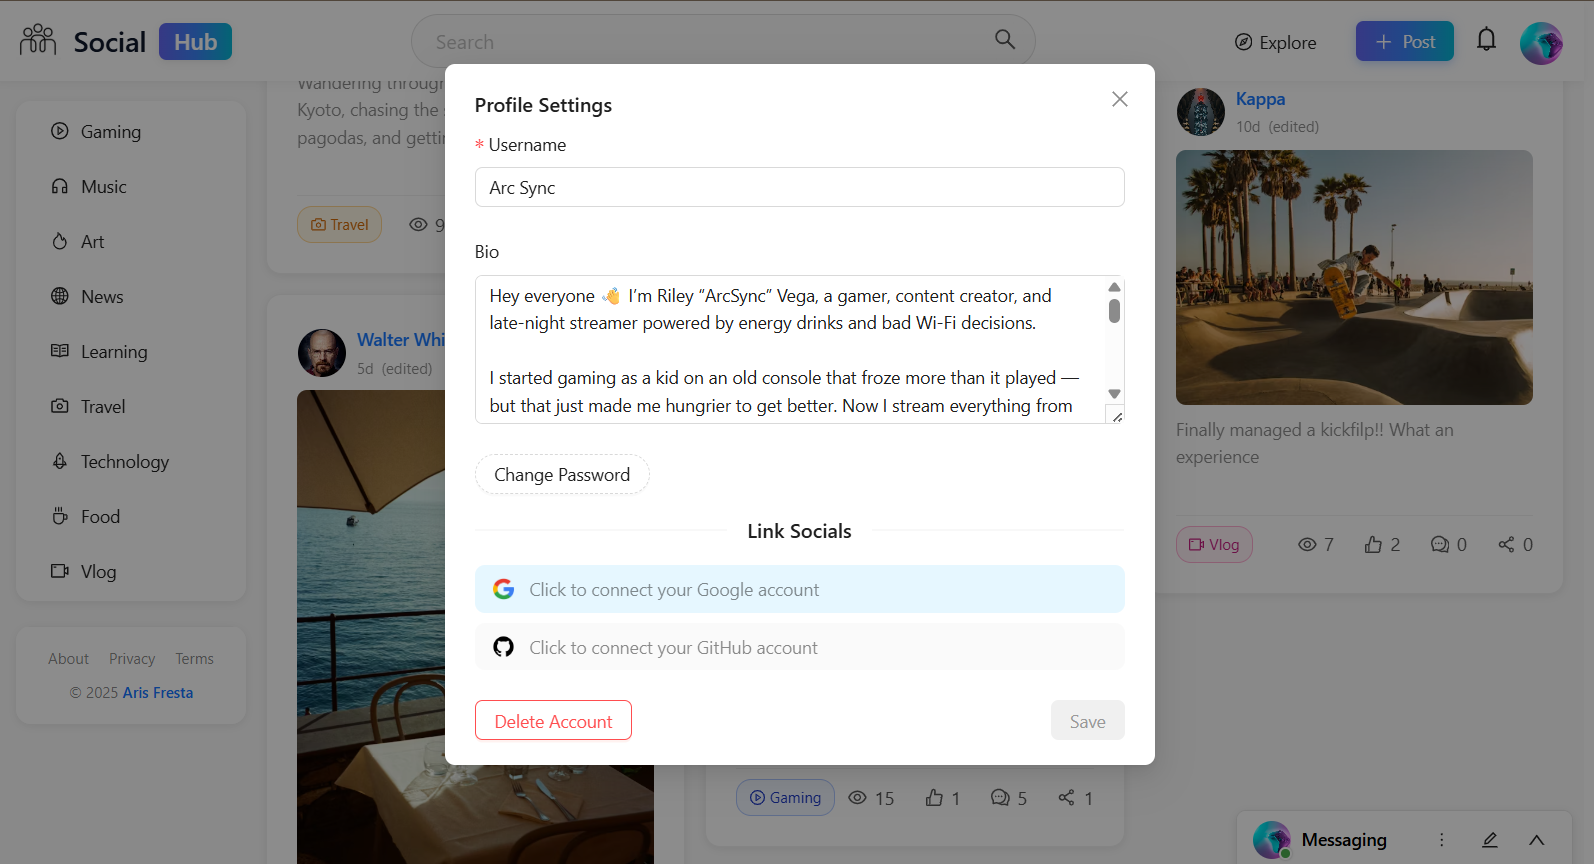 Social Hub
Search
Explore
+ Post
Gaming
Music
Art
News
Learning
Travel
Technology
Food
Vlog
About Privacy Terms
© 2025 Aris Fresta
Wandering through
Kyoto, chasing the
pagodas, and getti
Travel
9
Walter Whi
5d (edited)
Profile Settings
* Username
Arc Sync
Bio
Hey everyone 👋 I’m Riley “ArcSync” Vega, a gamer, content creator, and
late-night streamer powered by energy drinks and bad Wi-Fi decisions.
I started gaming as a kid on an old console that froze more than it played —
but that just made me hungrier to get better. Now I stream everything from
Change Password
Link Socials
Click to connect your Google account
Click to connect your GitHub account
Delete Account
Save
Gaming 15 1 5 1
Kappa
10d (edited)
Finally managed a kickfilp!! What an
experience
Vlog 7 2 0 0
Messaging